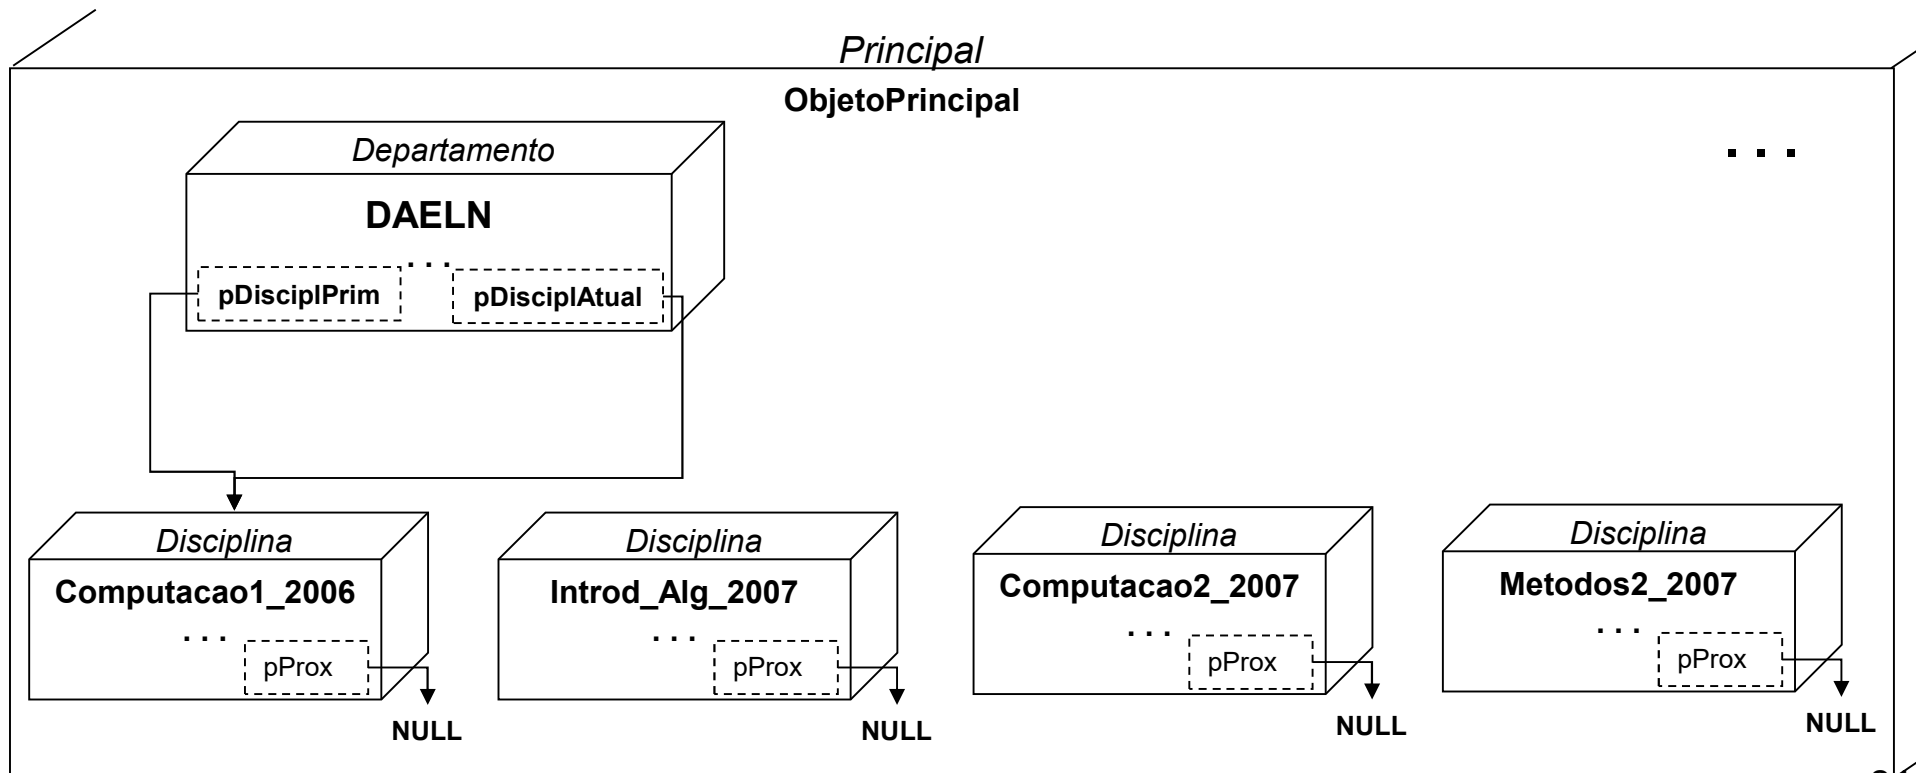 Principal
ObjetoPrincipal
Departamento
. . .
DAELN
. . .
pDisciplPrim
pDisciplAtual
Disciplina
Disciplina
Disciplina
Disciplina
Computacao1_2006
Introd_Alg_2007
Computacao2_2007
Metodos2_2007
. . .
. . .
. . .
. . .
pProx
pProx
pProx
pProx
NULL
NULL
NULL
NULL